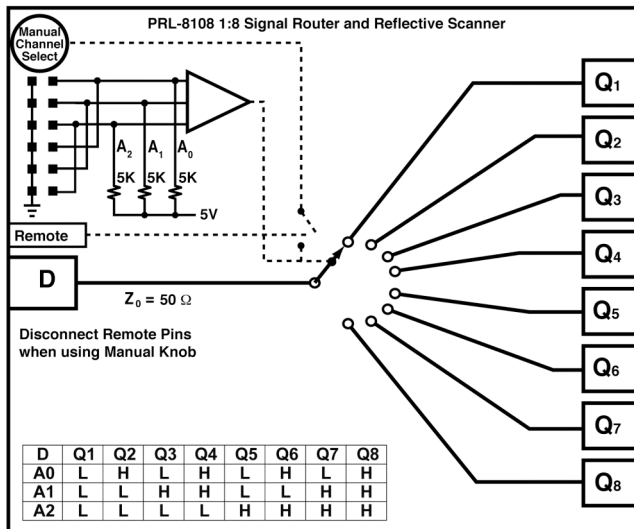 PRL-8108 1:8 Signal Router and Reflective Scanner
Manual
Channel
Select
A2 A1 A0
5K 5K 5K
5V
Remote
D
Z0 = 50 Ω
Disconnect Remote Pins
when using Manual Knob
Q1
Q2
Q3
Q4
Q5
Q6
Q7
Q8
D Q1 Q2 Q3 Q4 Q5 Q6 Q7 Q8
A0 L H L H L H L H
A1 L L H H L L H H
A2 L L L L H H H H